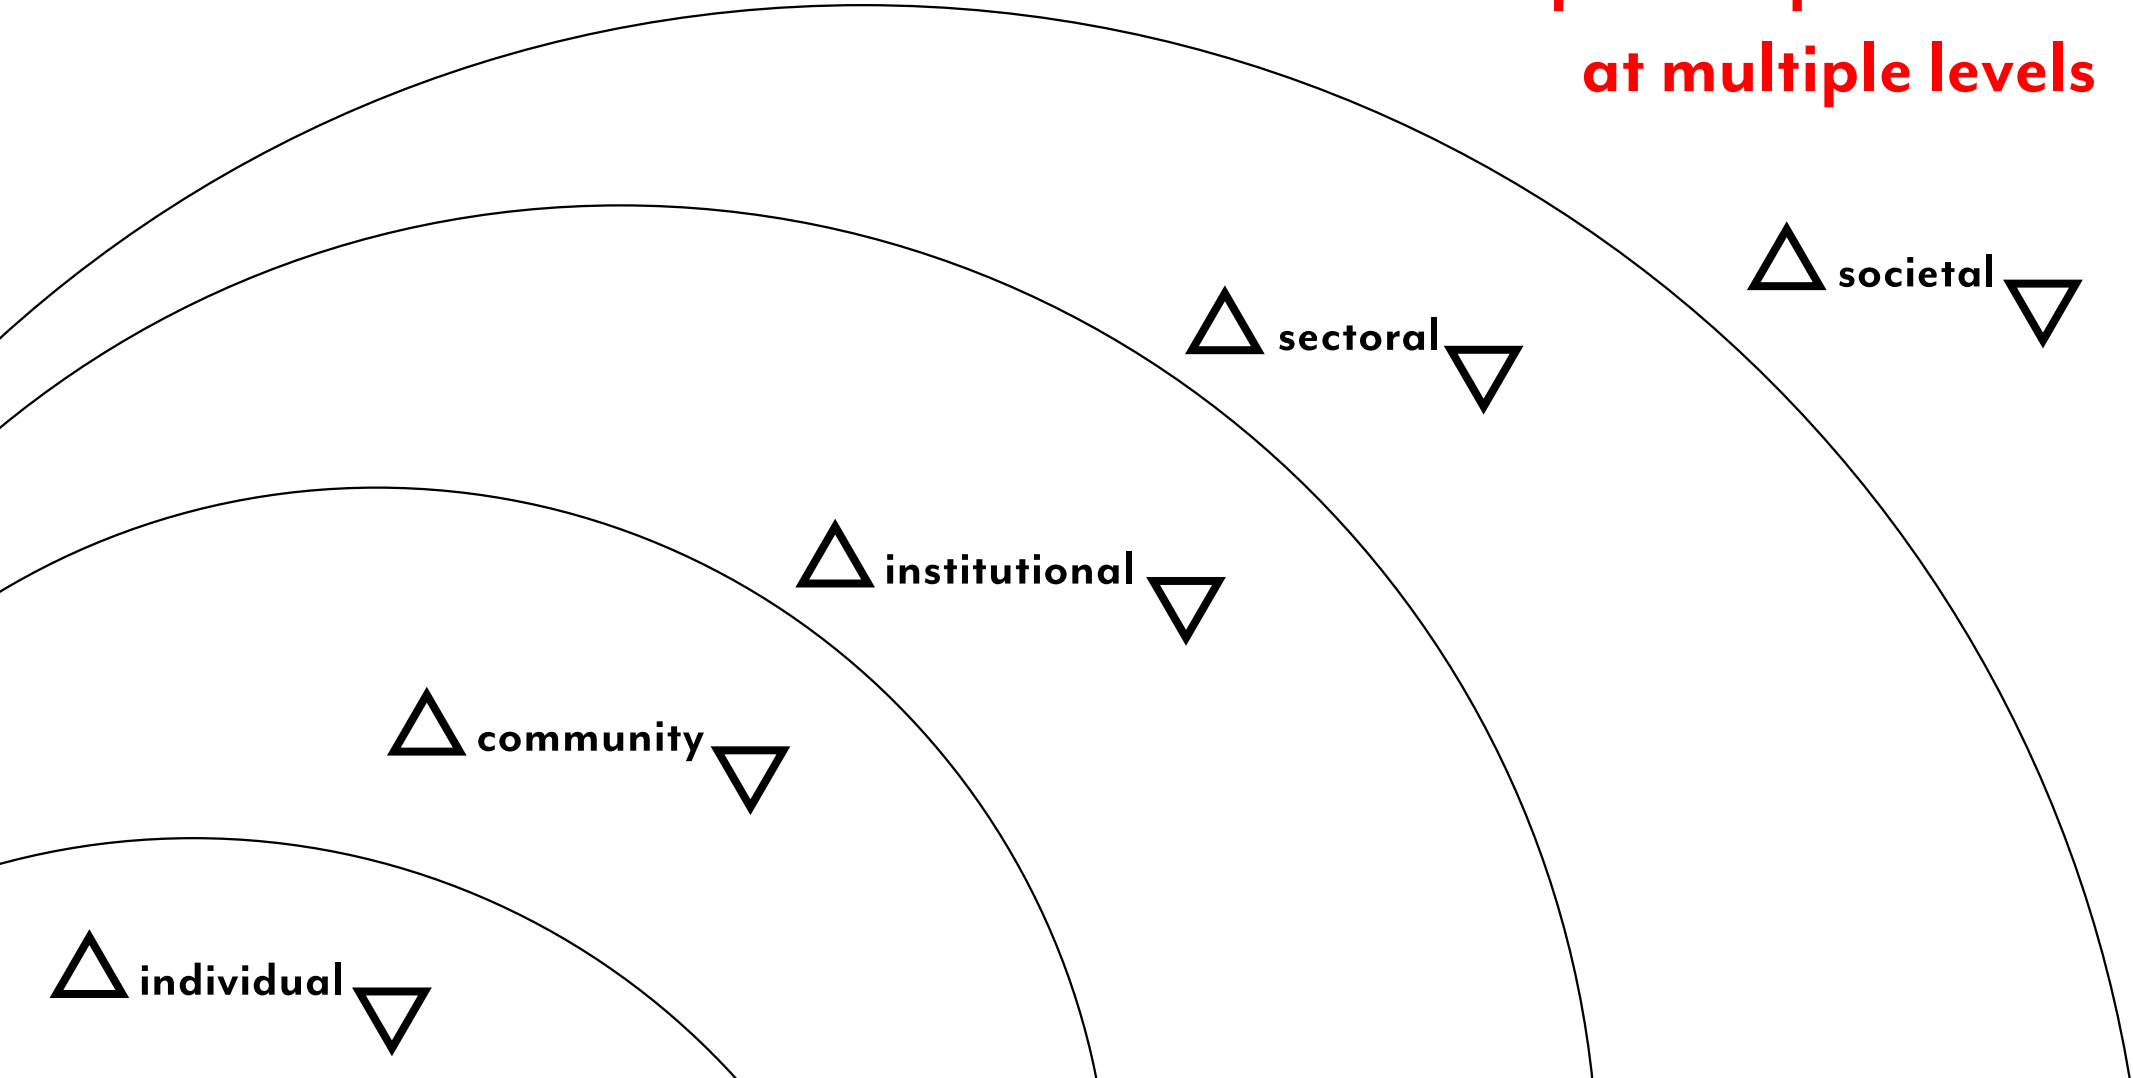 at multiple levels
societal
sectoral
institutional
community
individual